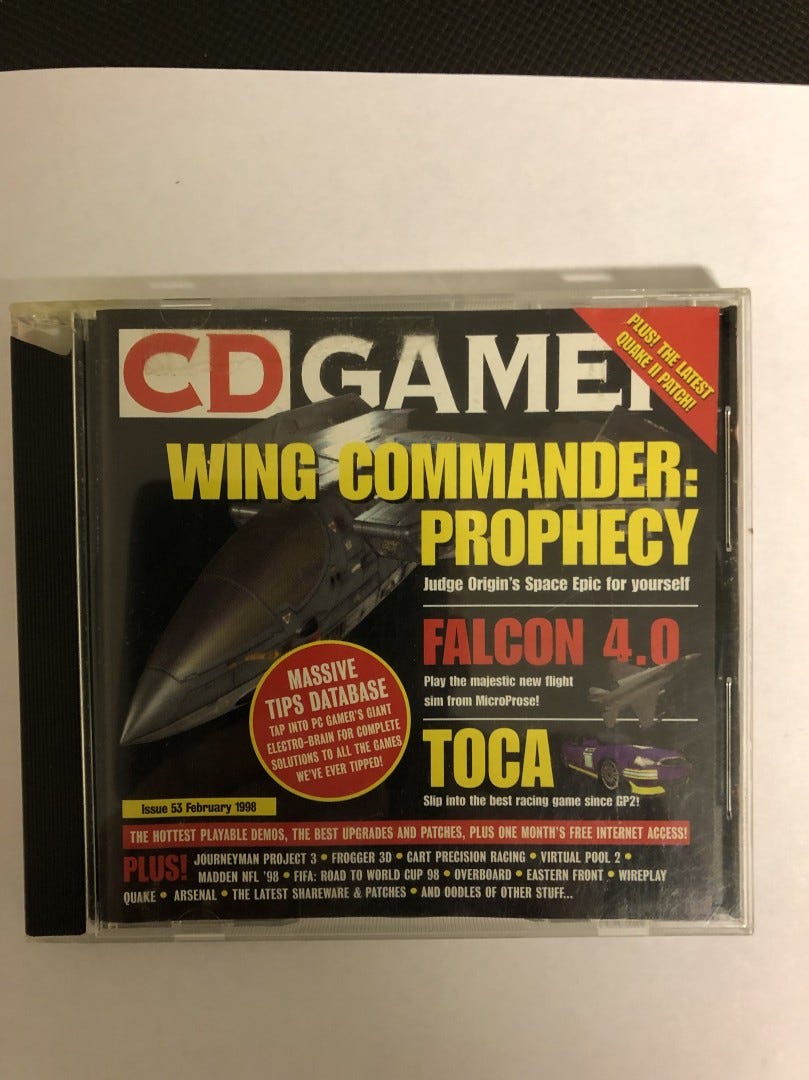 CD GAMER
PLUS! THE LATEST
QUAKE II PATCH!
WING COMMANDER:
PROPHECY
Judge Origin's Space Epic for yourself
FALCON 4.0
Play the majestic new flight
sim from MicroProse!
TOCA
Slip into the best racing game since GP2!
MASSIVE
TIPS DATABASE
TAP INTO PC GAMER'S GIANT
ELECTRO-BRAIN FOR COMPLETE
SOLUTIONS TO ALL THE GAMES
WE'VE EVER TIPPED!
Issue 53 February 1998
THE HOTTEST PLAYABLE DEMOS, THE BEST UPGRADES AND PATCHES, PLUS ONE MONTH'S FREE INTERNET ACCESS!
PLUS! JOURNEYMAN PROJECT 3 • FROGGER 3D • CART PRECISION RACING • VIRTUAL POOL 2 •
MADDEN NFL '98 • FIFA: ROAD TO WORLD CUP 98 • OVERBOARD • EASTERN FRONT • WIREPLAY
QUAKE • ARSENAL • THE LATEST SHAREWARE & PATCHES • AND OODLES OF OTHER STUFF...